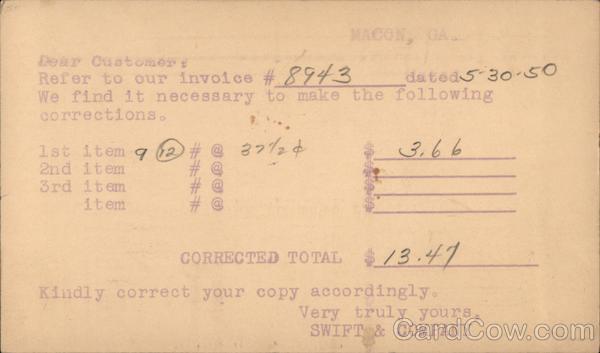 MACON, GA.
Dear Customer:
Refer to our invoice # 8943 dated 5-30-50
We find it necessary to make the following
corrections.
1st item 9 12 # @ 37 1/2 ¢ $ 3.66
2nd item # @ $
3rd item # @ $
item # @ $
CORRECTED TOTAL $ 13.47
Kindly correct your copy accordingly.
Very truly yours,
SWIFT & COMPANY
CardCow.com